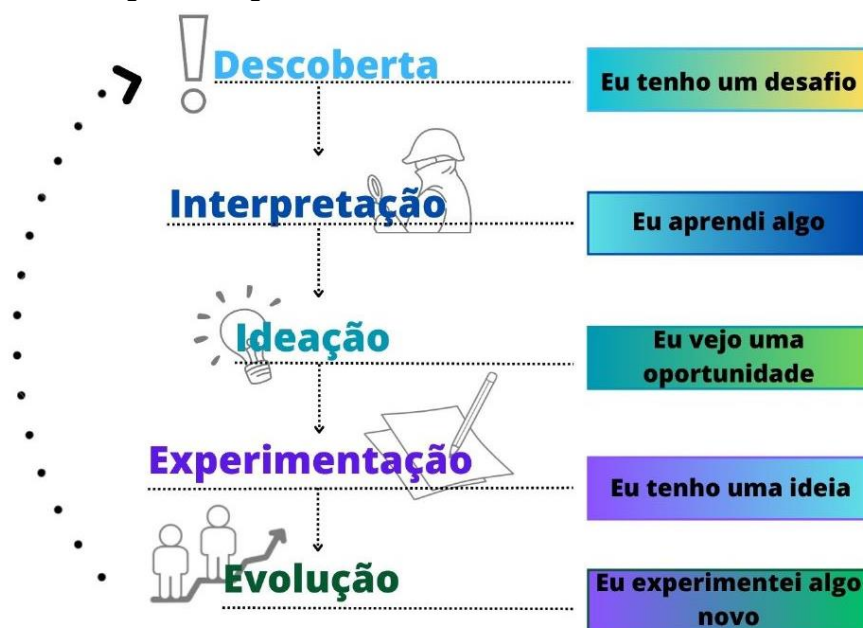 Descoberta
Eu tenho um desafio
Interpretação
Eu aprendi algo
Ideação
Eu vejo uma
oportunidade
Experimentação
Eu tenho uma ideia
Evolução
Eu experimentei algo
novo